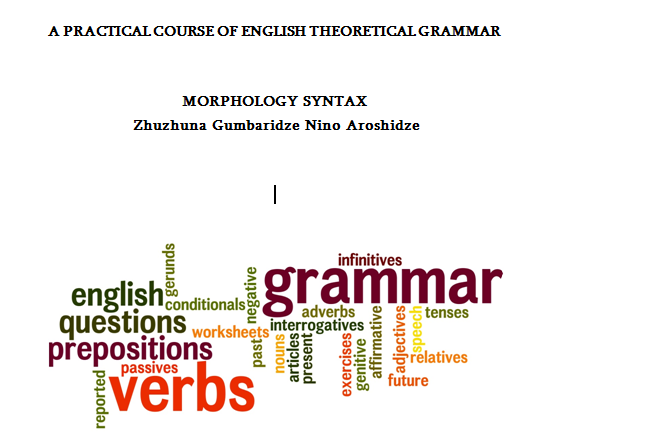 A PRACTICAL COURSE OF ENGLISH THEORETICAL GRAMMAR
MORPHOLOGY SYNTAX
Zhuzhuna Gumbaridze Nino Aroshidze
infinitives
grammar
gerunds
english
conditionals
negative
adverbs
tenses
questions
worksheets
interrogatives
prepositions
past
nouns
articles
present
exercises
genitive
affirmative
adjectives
speech
relatives
passives
future
reported
verbs